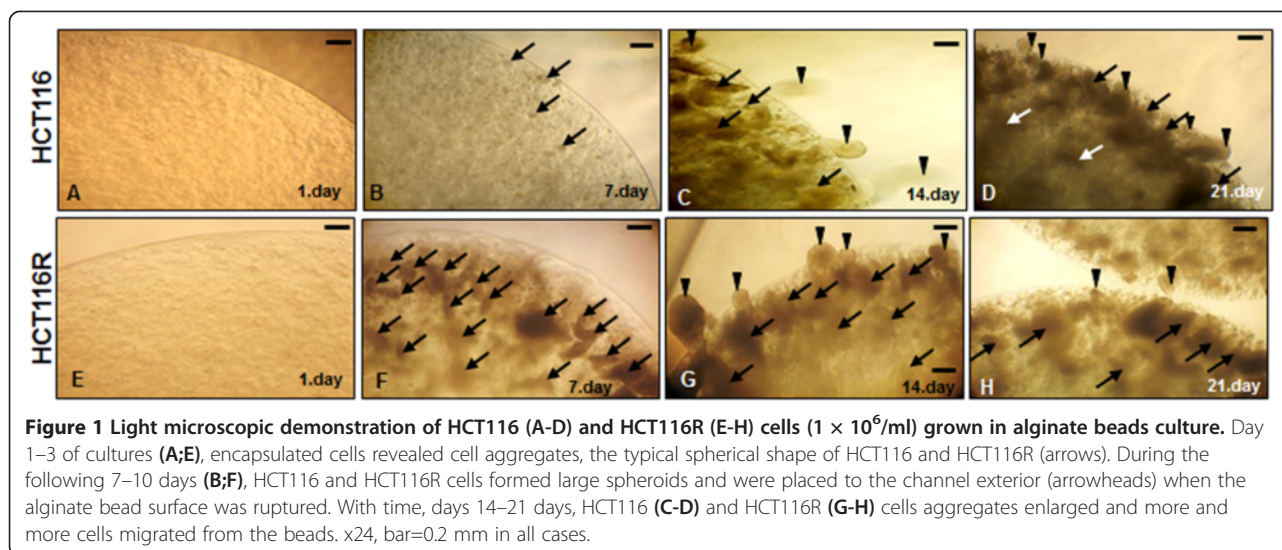 HCT116
A
1.day
B
7.day
C
14.day
D
21.day
HCT116R
E
1.day
F
7.day
G
14.day
H
21.day
Figure 1 Light microscopic demonstration of HCT116 (A-D) and HCT116R (E-H) cells (1 × 10⁶/ml) grown in alginate beads culture. Day
1–3 of cultures (A;E), encapsulated cells revealed cell aggregates, the typical spherical shape of HCT116 and HCT116R (arrows). During the
following 7–10 days (B;F), HCT116 and HCT116R cells formed large spheroids and were placed to the channel exterior (arrowheads) when the
alginate bead surface was ruptured. With time, days 14–21 days, HCT116 (C-D) and HCT116R (G-H) cells aggregates enlarged and more and
more cells migrated from the beads. x24, bar=0.2 mm in all cases.